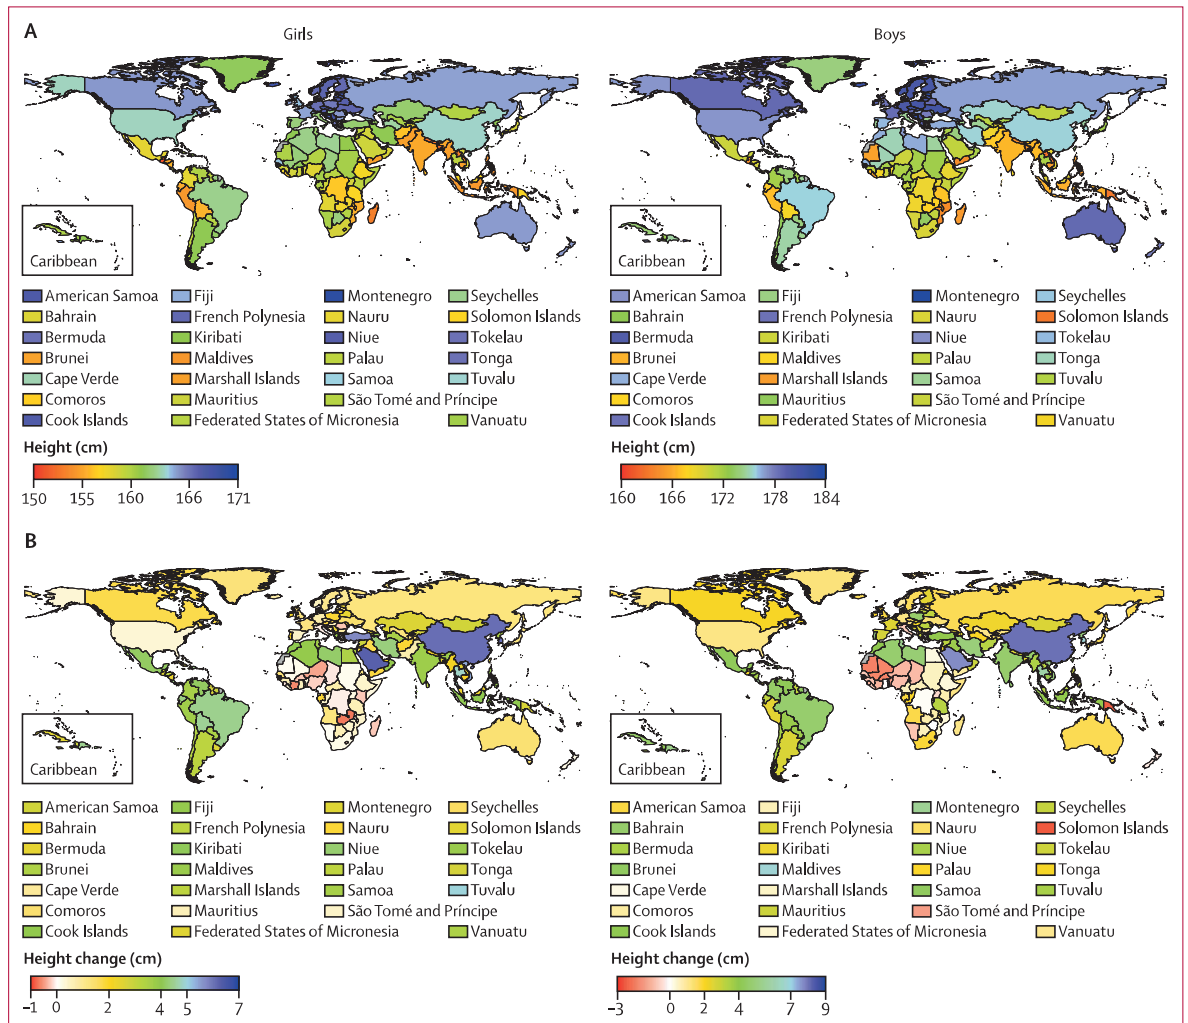 A
Girls
Boys
Caribbean
American Samoa
Bahrain
Bermuda
Brunei
Cape Verde
Comoros
Cook Islands
Fiji
French Polynesia
Kiribati
Maldives
Marshall Islands
Mauritius
Federated States of Micronesia
Montenegro
Nauru
Niue
Palau
Samoa
São Tomé and Príncipe
Seychelles
Solomon Islands
Tokelau
Tonga
Tuvalu
Vanuatu
Height (cm)
150 155 160 166 171
Caribbean
American Samoa
Bahrain
Bermuda
Brunei
Cape Verde
Comoros
Cook Islands
Fiji
French Polynesia
Kiribati
Maldives
Marshall Islands
Mauritius
Federated States of Micronesia
Montenegro
Nauru
Niue
Palau
Samoa
São Tomé and Príncipe
Seychelles
Solomon Islands
Tokelau
Tonga
Tuvalu
Vanuatu
Height (cm)
160 166 172 178 184
B
Caribbean
American Samoa
Bahrain
Bermuda
Brunei
Cape Verde
Comoros
Cook Islands
Fiji
French Polynesia
Kiribati
Maldives
Marshall Islands
Mauritius
Federated States of Micronesia
Montenegro
Nauru
Niue
Palau
Samoa
São Tomé and Príncipe
Seychelles
Solomon Islands
Tokelau
Tonga
Tuvalu
Vanuatu
Height change (cm)
−1 0 2 4 5 7
Caribbean
American Samoa
Bahrain
Bermuda
Brunei
Cape Verde
Comoros
Cook Islands
Fiji
French Polynesia
Kiribati
Maldives
Marshall Islands
Mauritius
Federated States of Micronesia
Montenegro
Nauru
Niue
Palau
Samoa
São Tomé and Príncipe
Seychelles
Solomon Islands
Tokelau
Tonga
Tuvalu
Vanuatu
Height change (cm)
−3 0 2 4 7 9